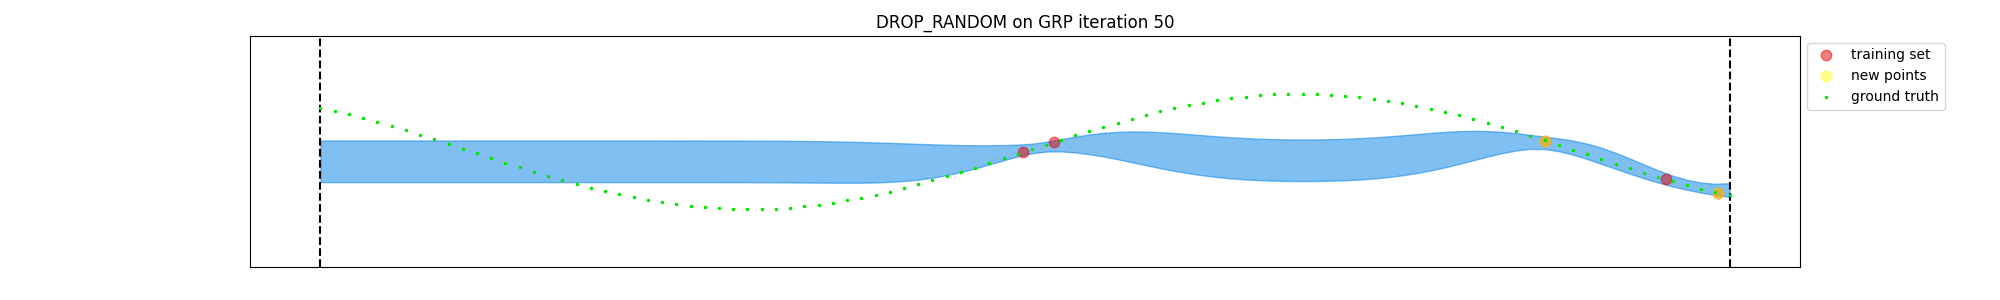 DROP_RANDOM on GRP iteration 50
training set
new points
ground truth